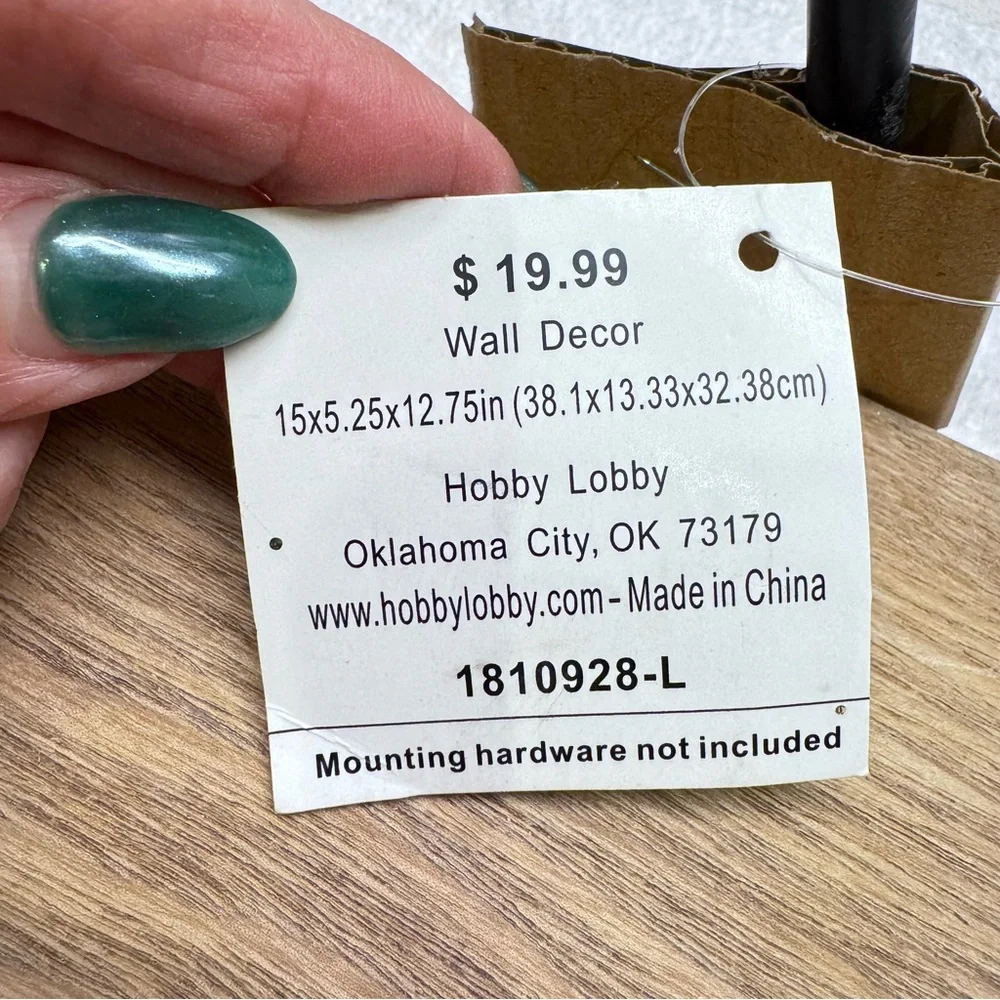 $ 19.99
Wall Decor
15x5.25x12.75in (38.1x13.33x32.38cm)
Hobby Lobby
Oklahoma City, OK 73179
www.hobbylobby.com - Made in China
1810928-L
Mounting hardware not included